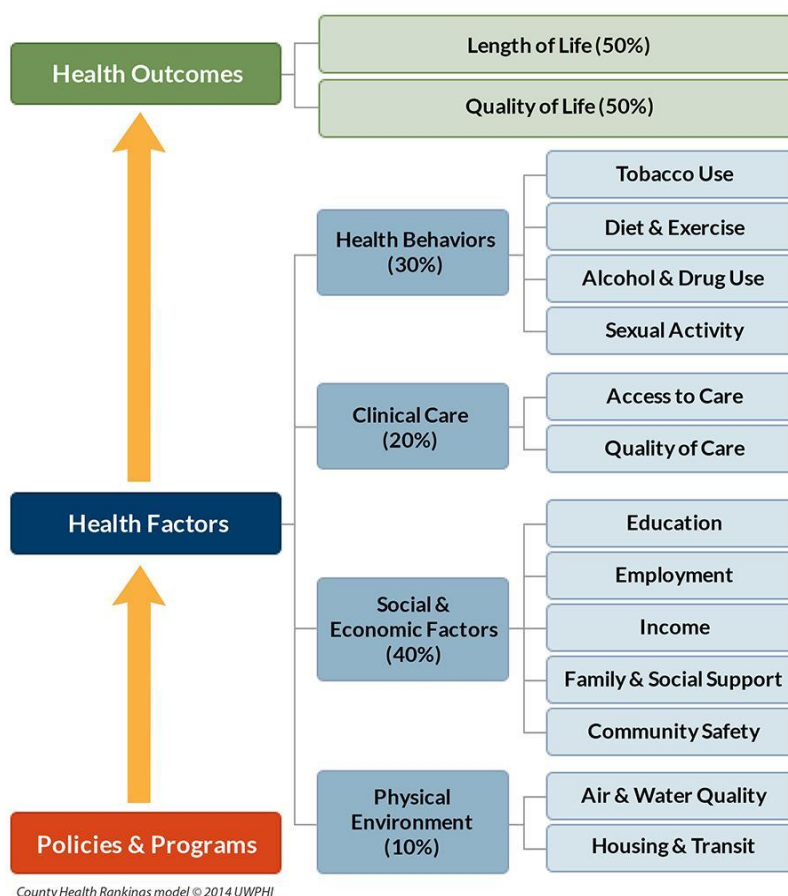 Health Outcomes
Length of Life (50%)
Quality of Life (50%)
Health Behaviors
(30%)
Tobacco Use
Diet & Exercise
Alcohol & Drug Use
Sexual Activity
Clinical Care
(20%)
Access to Care
Quality of Care
Health Factors
Social &
Economic Factors
(40%)
Education
Employment
Income
Family & Social Support
Community Safety
Physical
Environment
(10%)
Air & Water Quality
Housing & Transit
Policies & Programs
County Health Rankings model © 2014 UWPHI